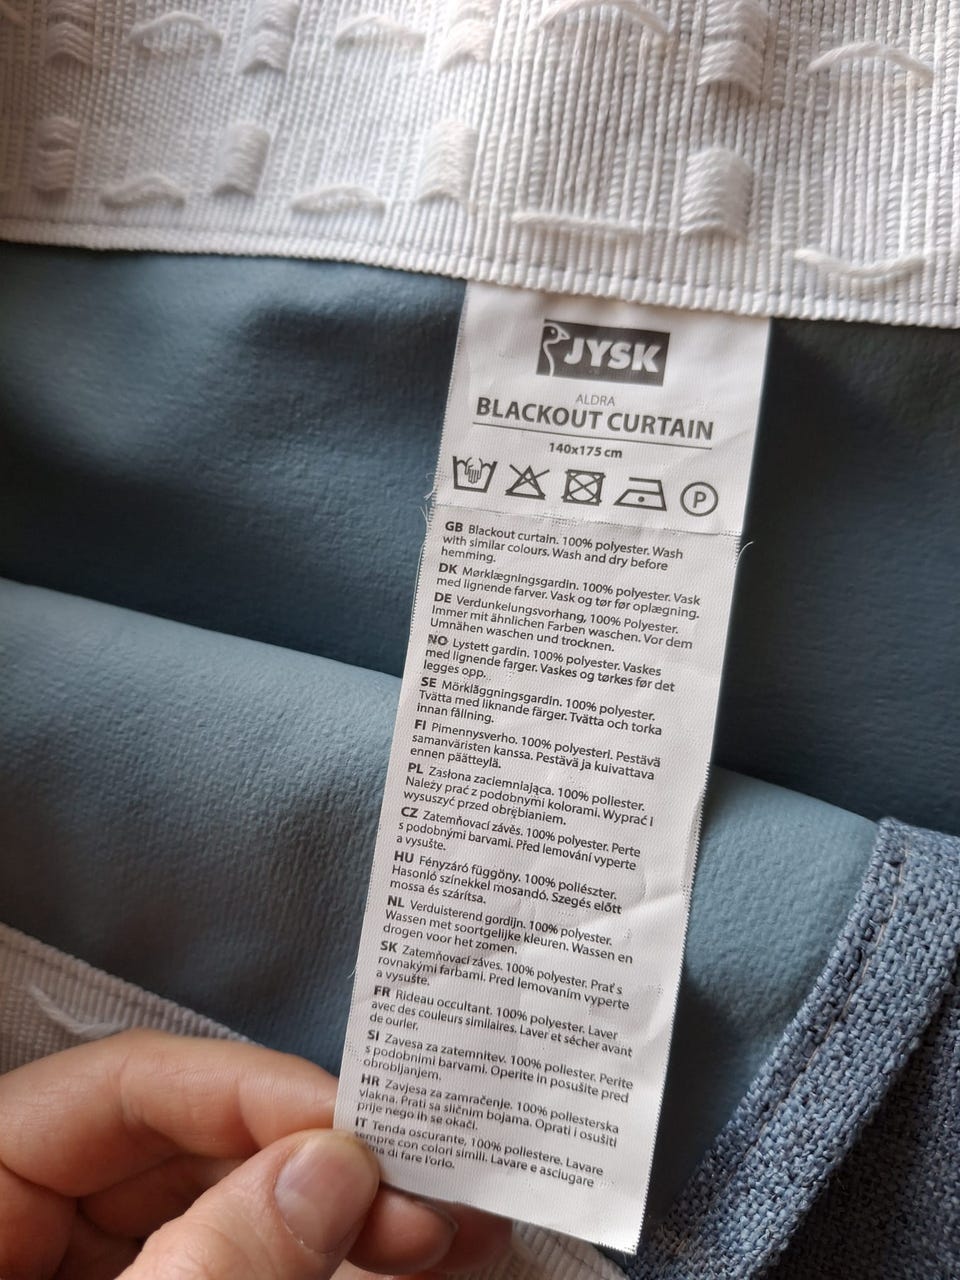 JYSK
ALDRA
BLACKOUT CURTAIN
140x175 cm
P
GB Blackout curtain. 100% polyester. Wash
with similar colours. Wash and dry before
hemming.
DK Mørklægningsgardin. 100% polyester. Vask
med lignende farver. Vask og tør før oplægning.
DE Verdunkelungsvorhang, 100% Polyester.
Immer mit ähnlichen Farben waschen. Vor dem
Umnähen waschen und trocknen.
NO Lystett gardin. 100% polyester. Vaskes
med lignende farger. Vaskes og tørkes før det
legges opp.
SE Mörkläggningsgardin. 100% polyester.
Tvätta med liknande färger. Tvätta och torka
innan fållning.
FI Pimennysverho. 100% polyesteri. Pestävä
samanväristen kanssa. Pestävä ja kuivattava
ennen päätteylä.
PL Zasłona zaciemniająca. 100% poliester.
Należy prać z podobnymi kolorami. Wyprać i
wysuszyć przed obrębianiem.
CZ Zatemňovací závěs. 100% polyester. Perte
s podobnými barvami. Před lemování vyperte
a vysušte.
HU Fényzáró függöny. 100% poliészter.
Hasonló színekkel mosandó. Szegés előtt
mossa és szárítsa.
NL Verduisterend gordijn. 100% polyester.
Wassen met soortgelijke kleuren. Wassen en
drogen voor het zomen.
SK Zatemňovací záves. 100% polyester. Prať s
rovnakými farbami. Pred lemovaním vyperte
a vysušte.
FR Rideau occultant. 100% polyester. Laver
avec des couleurs similaires. Laver et sécher avant
de ourler.
SI Zavesa za zatemnitev. 100% polyester. Perite
s podobnimi barvami. Operite in posušite pred
obrobljanjem.
HR Zavjesa za zamračenje. 100% poliesterska
vlakna. Prati sa sličnim bojama. Oprati i osušiti
prije nego ih se okači.
IT Tenda oscurante, 100% poliestere. Lavare
sempre con colori simili. Lavare e asciugare
di fare l'orlo.